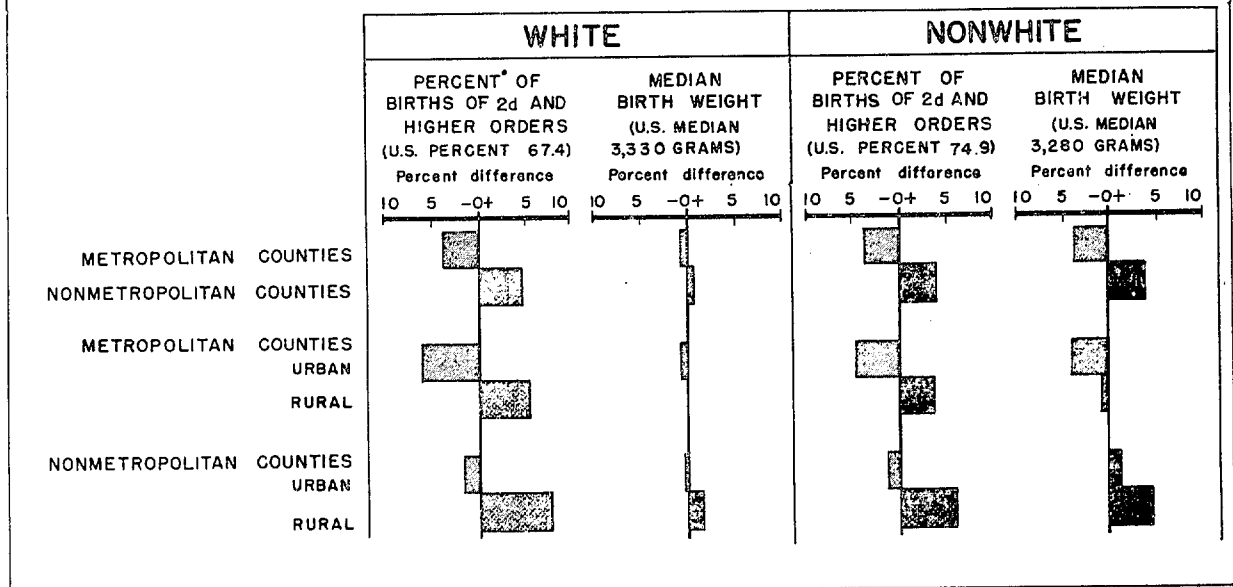 WHITE
NONWHITE
PERCENT* OF
BIRTHS OF 2d AND
HIGHER ORDERS
(U.S. PERCENT 67.4)
Percent difference
10 5 -0+ 5 10
MEDIAN
BIRTH WEIGHT
(U.S. MEDIAN
3,330 GRAMS)
Percent difference
10 5 -0+ 5 10
PERCENT OF
BIRTHS OF 2d AND
HIGHER ORDERS
(U.S. PERCENT 74.9)
Percent difference
10 5 -0+ 5 10
MEDIAN
BIRTH WEIGHT
(U.S. MEDIAN
3,280 GRAMS)
Percent difference
10 5 -0+ 5 10
METROPOLITAN COUNTIES
NONMETROPOLITAN COUNTIES
METROPOLITAN COUNTIES
URBAN
RURAL
NONMETROPOLITAN COUNTIES
URBAN
RURAL